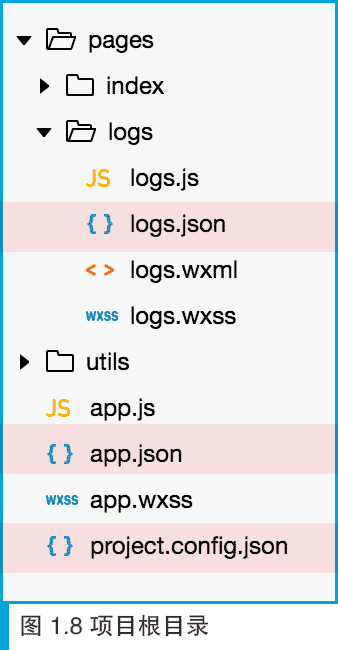 pages
index
logs
JS logs.js
{ } logs.json
< > logs.wxml
wxss logs.wxss
utils
JS app.js
{ } app.json
wxss app.wxss
{ } project.config.json
图 1.8 项目根目录